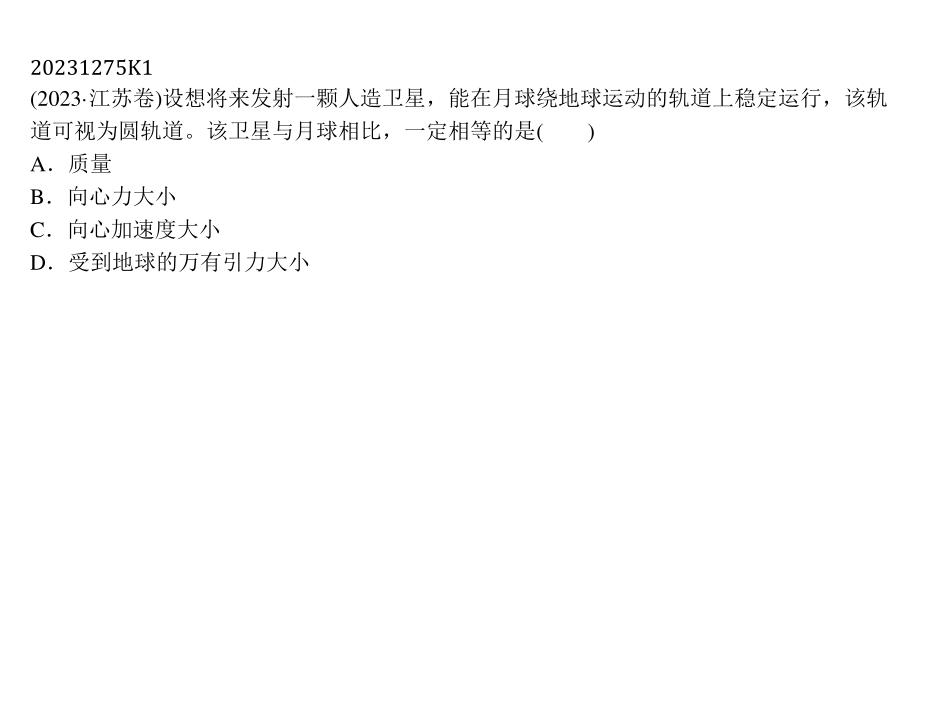 20231275K1
(2023·江苏卷)设想将来发射一颗人造卫星，能在月球绕地球运动的轨道上稳定运行，该轨
道可视为圆轨道。该卫星与月球相比，一定相等的是(　　)
A．质量
B．向心力大小
C．向心加速度大小
D．受到地球的万有引力大小